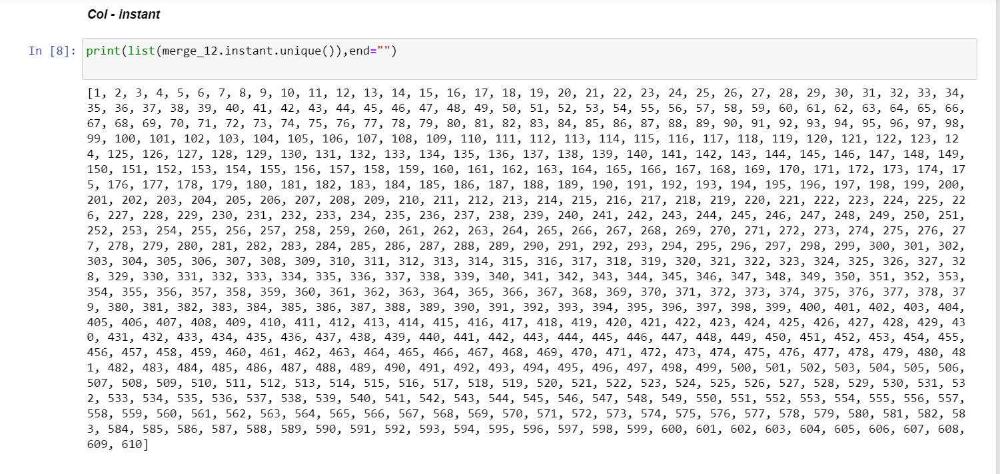 Col - instant
In [8]: print(list(merge_12.instant.unique()),end="")
[1, 2, 3, 4, 5, 6, 7, 8, 9, 10, 11, 12, 13, 14, 15, 16, 17, 18, 19, 20, 21, 22, 23, 24, 25, 26, 27, 28, 29, 30, 31, 32, 33, 34,
35, 36, 37, 38, 39, 40, 41, 42, 43, 44, 45, 46, 47, 48, 49, 50, 51, 52, 53, 54, 55, 56, 57, 58, 59, 60, 61, 62, 63, 64, 65, 66,
67, 68, 69, 70, 71, 72, 73, 74, 75, 76, 77, 78, 79, 80, 81, 82, 83, 84, 85, 86, 87, 88, 89, 90, 91, 92, 93, 94, 95, 96, 97, 98,
99, 100, 101, 102, 103, 104, 105, 106, 107, 108, 109, 110, 111, 112, 113, 114, 115, 116, 117, 118, 119, 120, 121, 122, 123, 12
4, 125, 126, 127, 128, 129, 130, 131, 132, 133, 134, 135, 136, 137, 138, 139, 140, 141, 142, 143, 144, 145, 146, 147, 148, 149,
150, 151, 152, 153, 154, 155, 156, 157, 158, 159, 160, 161, 162, 163, 164, 165, 166, 167, 168, 169, 170, 171, 172, 173, 174, 17
5, 176, 177, 178, 179, 180, 181, 182, 183, 184, 185, 186, 187, 188, 189, 190, 191, 192, 193, 194, 195, 196, 197, 198, 199, 200,
201, 202, 203, 204, 205, 206, 207, 208, 209, 210, 211, 212, 213, 214, 215, 216, 217, 218, 219, 220, 221, 222, 223, 224, 225, 22
6, 227, 228, 229, 230, 231, 232, 233, 234, 235, 236, 237, 238, 239, 240, 241, 242, 243, 244, 245, 246, 247, 248, 249, 250, 251,
252, 253, 254, 255, 256, 257, 258, 259, 260, 261, 262, 263, 264, 265, 266, 267, 268, 269, 270, 271, 272, 273, 274, 275, 276, 27
7, 278, 279, 280, 281, 282, 283, 284, 285, 286, 287, 288, 289, 290, 291, 292, 293, 294, 295, 296, 297, 298, 299, 300, 301, 302,
303, 304, 305, 306, 307, 308, 309, 310, 311, 312, 313, 314, 315, 316, 317, 318, 319, 320, 321, 322, 323, 324, 325, 326, 327, 32
8, 329, 330, 331, 332, 333, 334, 335, 336, 337, 338, 339, 340, 341, 342, 343, 344, 345, 346, 347, 348, 349, 350, 351, 352, 353,
354, 355, 356, 357, 358, 359, 360, 361, 362, 363, 364, 365, 366, 367, 368, 369, 370, 371, 372, 373, 374, 375, 376, 377, 378, 37
9, 380, 381, 382, 383, 384, 385, 386, 387, 388, 389, 390, 391, 392, 393, 394, 395, 396, 397, 398, 399, 400, 401, 402, 403, 404,
405, 406, 407, 408, 409, 410, 411, 412, 413, 414, 415, 416, 417, 418, 419, 420, 421, 422, 423, 424, 425, 426, 427, 428, 429, 43
0, 431, 432, 433, 434, 435, 436, 437, 438, 439, 440, 441, 442, 443, 444, 445, 446, 447, 448, 449, 450, 451, 452, 453, 454, 455,
456, 457, 458, 459, 460, 461, 462, 463, 464, 465, 466, 467, 468, 469, 470, 471, 472, 473, 474, 475, 476, 477, 478, 479, 480, 48
1, 482, 483, 484, 485, 486, 487, 488, 489, 490, 491, 492, 493, 494, 495, 496, 497, 498, 499, 500, 501, 502, 503, 504, 505, 506,
507, 508, 509, 510, 511, 512, 513, 514, 515, 516, 517, 518, 519, 520, 521, 522, 523, 524, 525, 526, 527, 528, 529, 530, 531, 53
2, 533, 534, 535, 536, 537, 538, 539, 540, 541, 542, 543, 544, 545, 546, 547, 548, 549, 550, 551, 552, 553, 554, 555, 556, 557,
558, 559, 560, 561, 562, 563, 564, 565, 566, 567, 568, 569, 570, 571, 572, 573, 574, 575, 576, 577, 578, 579, 580, 581, 582, 58
3, 584, 585, 586, 587, 588, 589, 590, 591, 592, 593, 594, 595, 596, 597, 598, 599, 600, 601, 602, 603, 604, 605, 606, 607, 608,
609, 610]